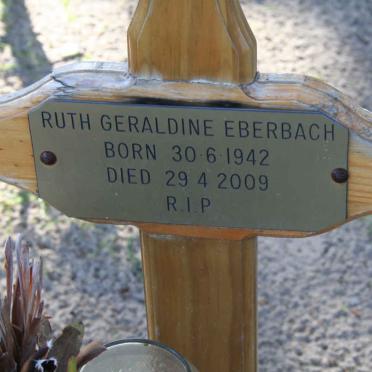 RUTH GERALDINE EBERBACH
BORN 30·6·1942
DIED 29 4 2009
R.I.P